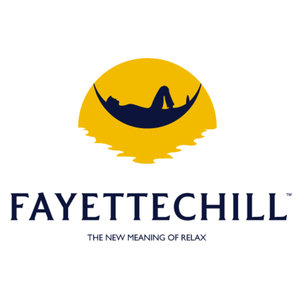 FAYETTECHILL™
THE NEW MEANING OF RELAX